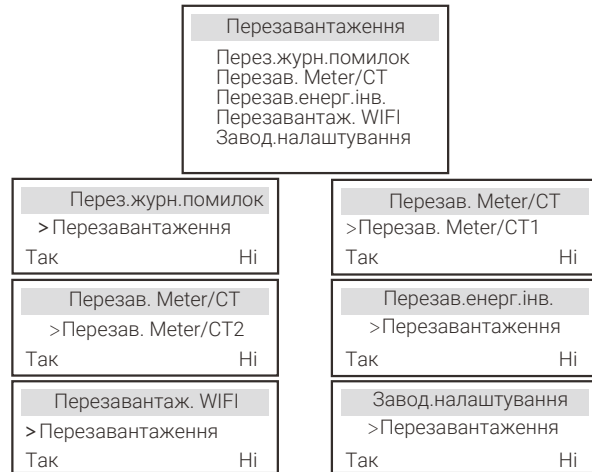 Перезавантаження
Перез.журн.помилок
Перезав. Meter/CT
Перезав.енерг.інв.
Перезавантаж. WIFI
Завод.налаштування
Перез.журн.помилок
>Перезавантаження
Так Ні
Перезав. Meter/CT
>Перезав. Meter/CT1
Так Ні
Перезав. Meter/CT
>Перезав. Meter/CT2
Так Ні
Перезав.енерг.інв.
>Перезавантаження
Так Ні
Перезавантаж. WIFI
>Перезавантаження
Так Ні
Завод.налаштування
>Перезавантаження
Так Ні